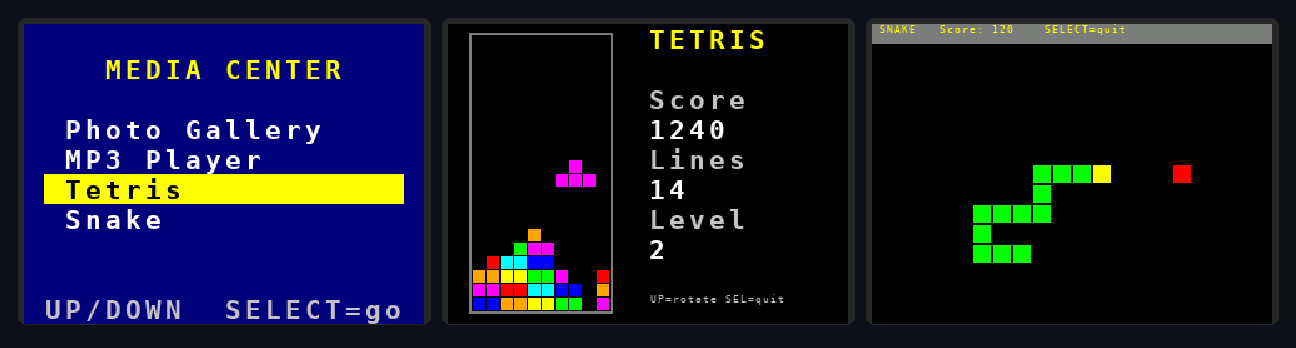 MEDIA CENTER
Photo Gallery
MP3 Player
Tetris
Snake
UP/DOWN SELECT=go
TETRIS
Score
1240
Lines
14
Level
2
UP=rotate SEL=quit
SNAKE Score: 120 SELECT=quit